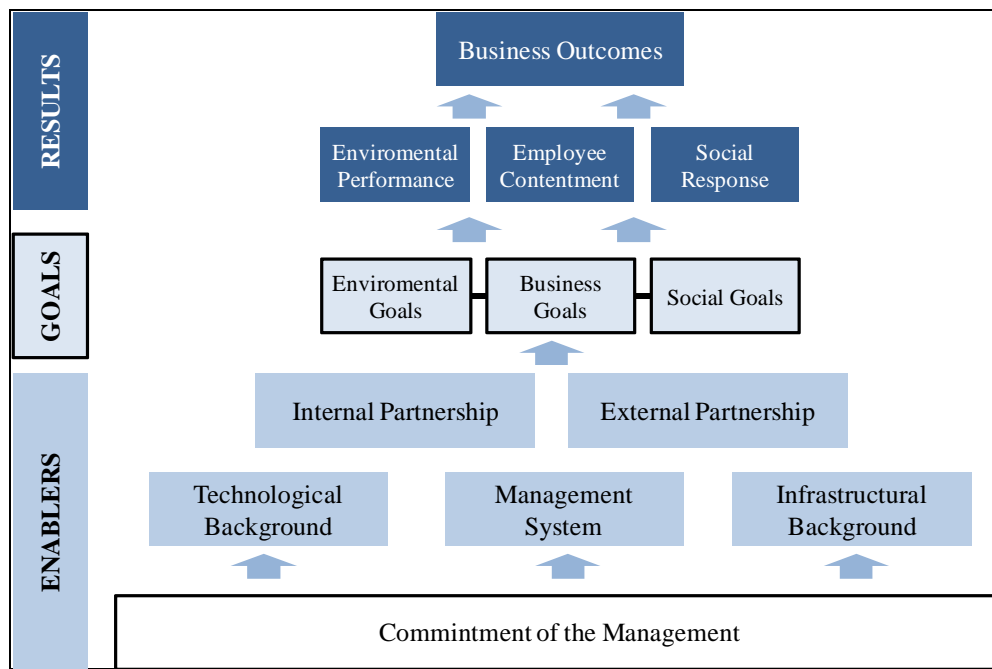 RESULTS
Business Outcomes
Enviromental
Performance
Employee
Contentment
Social
Response
GOALS
Enviromental
Goals
Business
Goals
Social Goals
ENABLERS
Internal Partnership
External Partnership
Technological
Background
Management
System
Infrastructural
Background
Commintment of the Management